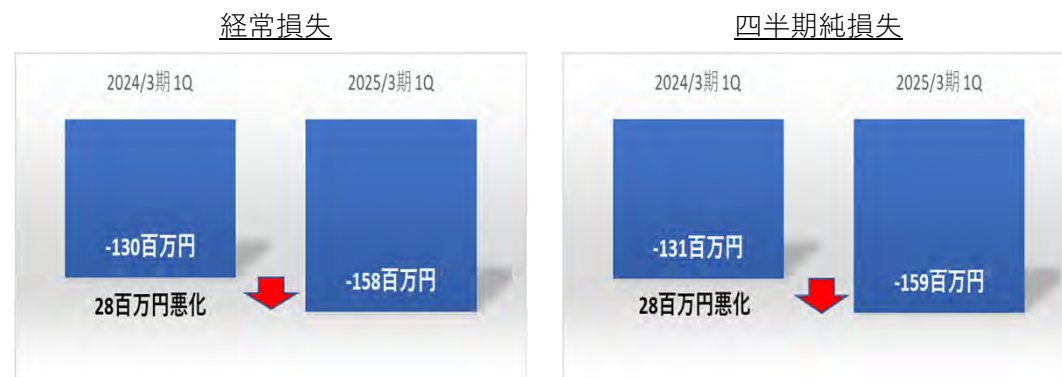 経常損失
2024/3期 1Q
2025/3期 1Q
-130百万円
-158百万円
28百万円悪化
四半期純損失
2024/3期 1Q
2025/3期 1Q
-131百万円
-159百万円
28百万円悪化